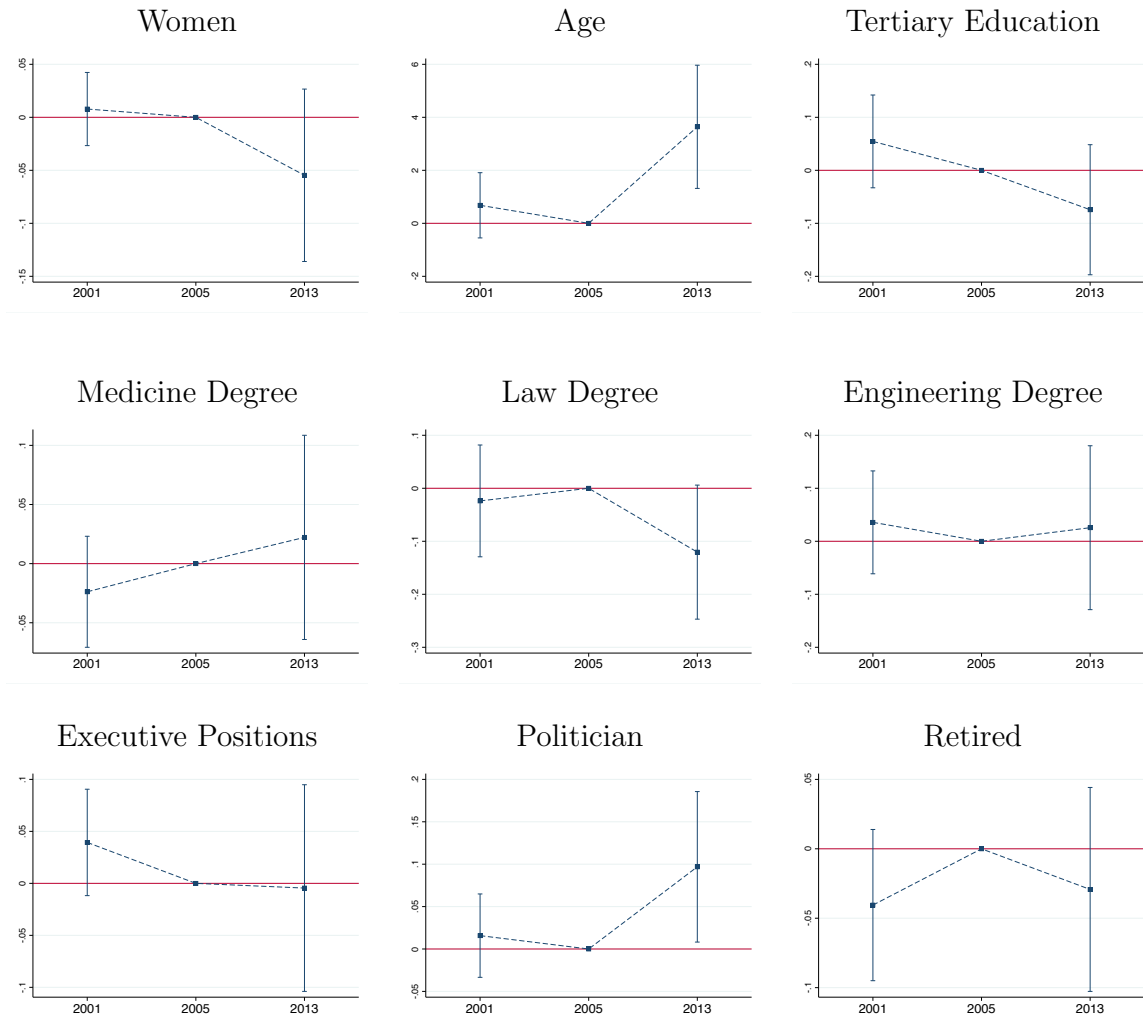 Women
.05
0
-.05
-.1
-.15
2001 2005 2013
Age
6
4
2
0
-2
2001 2005 2013
Tertiary Education
.2
.1
0
-.1
-.2
2001 2005 2013
Medicine Degree
.1
.05
0
-.05
2001 2005 2013
Law Degree
.1
0
-.1
-.2
-.3
2001 2005 2013
Engineering Degree
.2
.1
0
-.1
-.2
2001 2005 2013
Executive Positions
.1
.05
0
-.05
-.1
2001 2005 2013
Politician
.2
.15
.1
.05
0
-.05
2001 2005 2013
Retired
.05
0
-.05
-.1
2001 2005 2013